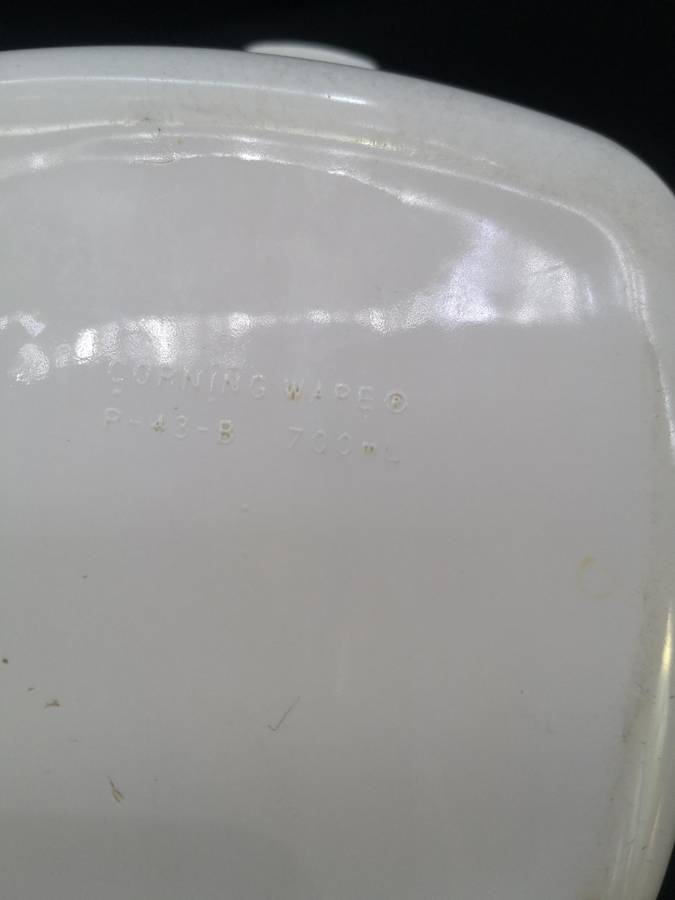 CORNING WARE®
P-43-B 700mL